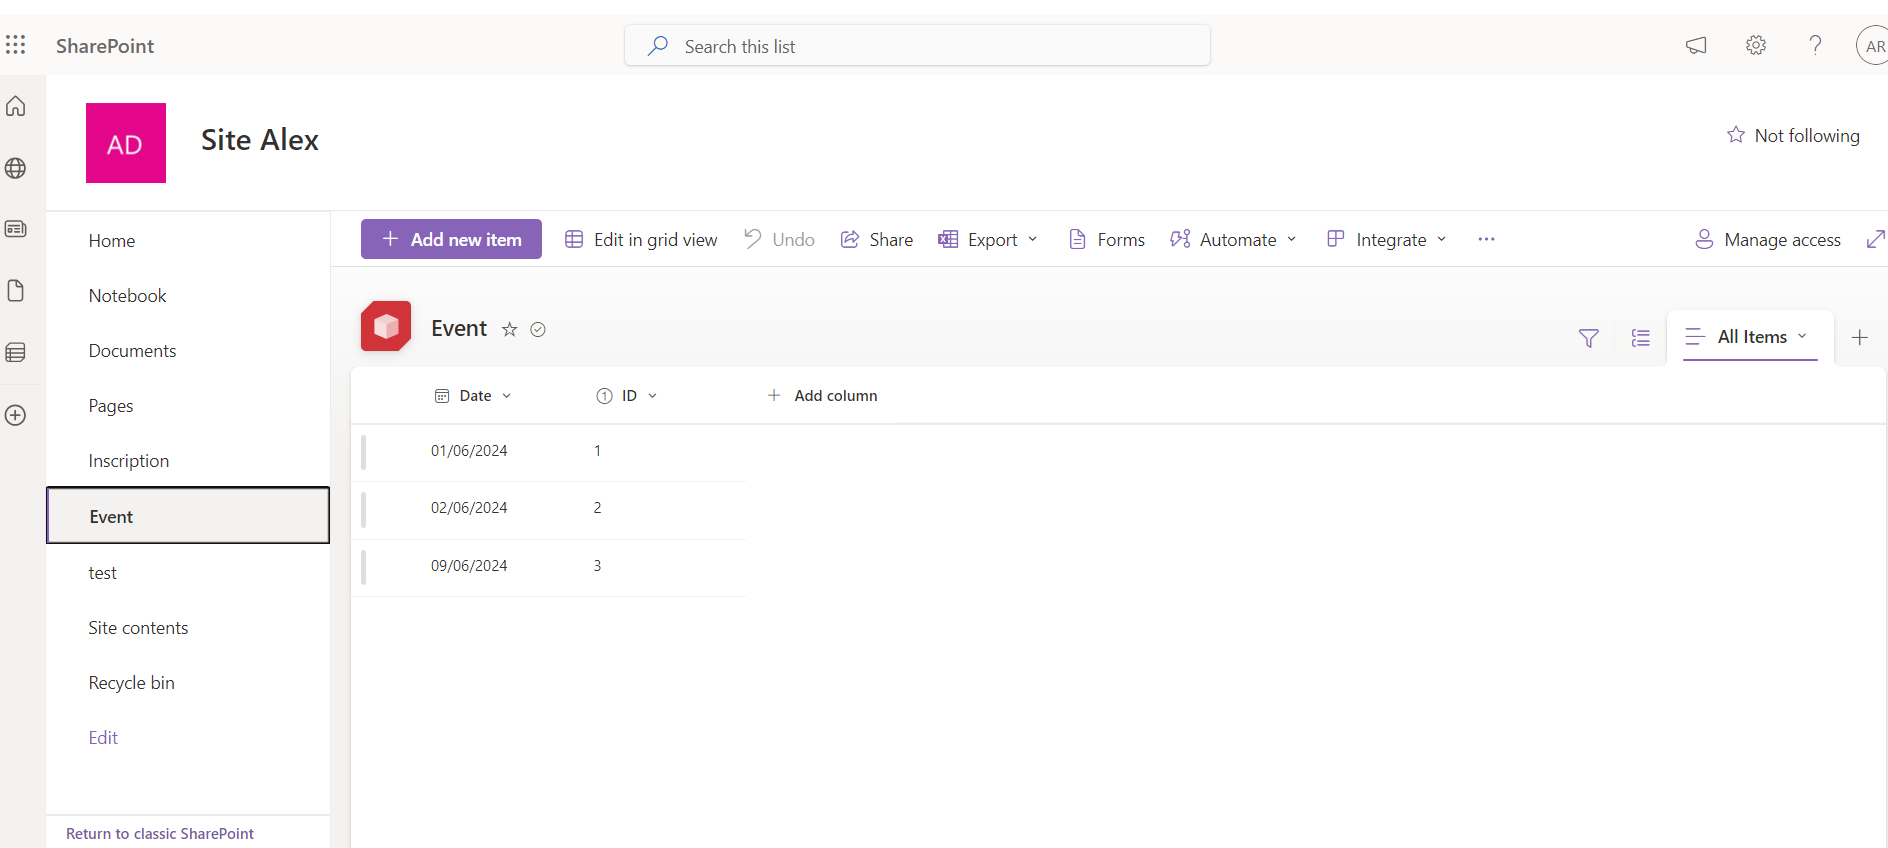 SharePoint
Search this list
AR
AD
Site Alex
Not following
Home
Notebook
Documents
Pages
Inscription
Event
test
Site contents
Recycle bin
Edit
Return to classic SharePoint
+ Add new item
Edit in grid view
Undo
Share
Export
Forms
Automate
Integrate
...
Manage access
Event
All Items
Date
1 ID
+ Add column
01/06/2024 1
02/06/2024 2
09/06/2024 3